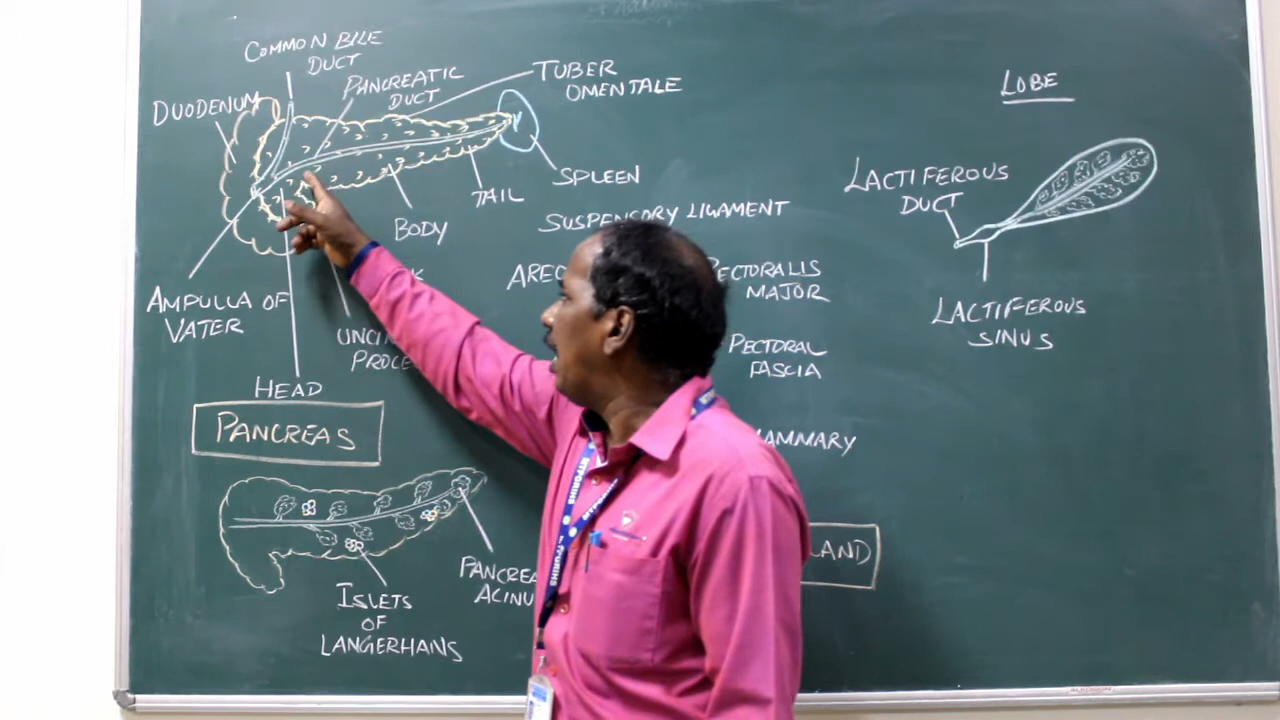 COMMON BILE
DUCT
PANCREATIC
DUCT
TUBER
OMENTALE
DUODENUM
SPLEEN
TAIL
BODY
AMPULLA OF
VATER
HEAD
PANCREAS
ISLETS
OF
LANGERHANS
SUSPENSORY LIGAMENT
PECTORALIS
MAJOR
PECTORAL
FASCIA
LOBE
LACTIFEROUS
DUCT
LACTIFEROUS
SINUS